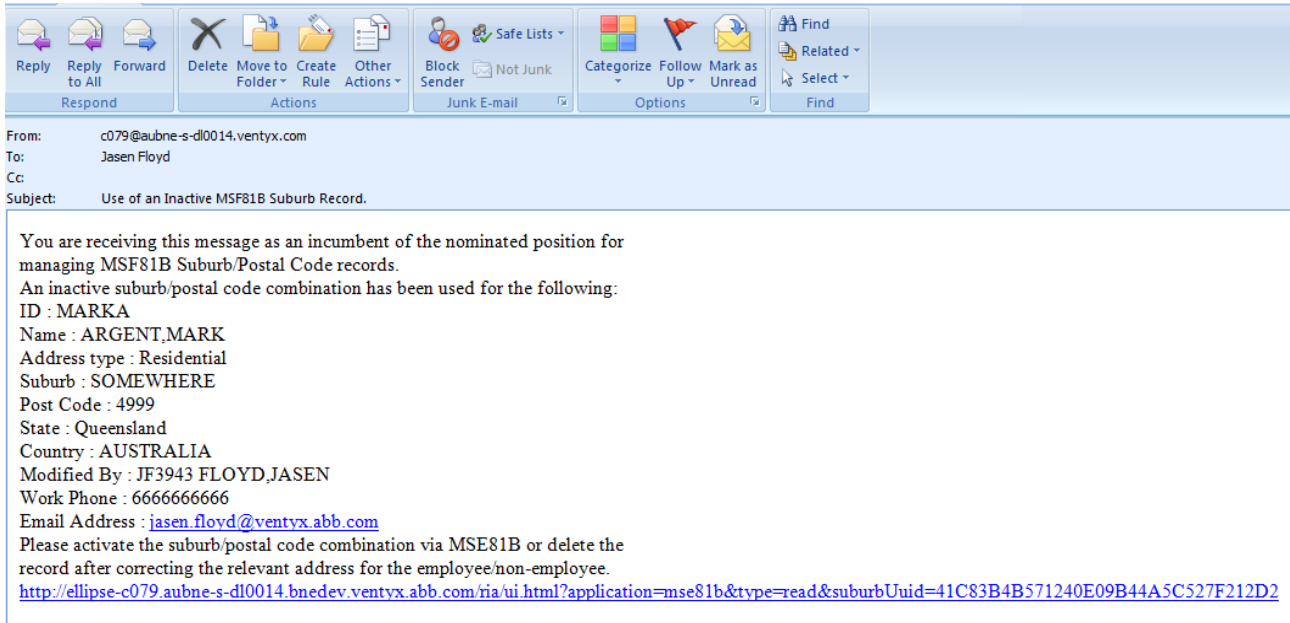 Reply
Reply to All
Forward
Respond
Delete
Move to Folder
Create Rule
Other Actions
Actions
Block Sender
Safe Lists
Not Junk
Junk E-mail
Categorize
Follow Up
Mark as Unread
Options
Find
Related
Select
Find
From: c079@aubne-s-dl0014.ventyx.com
To: Jasen Floyd
Cc:
Subject: Use of an Inactive MSF81B Suburb Record.
You are receiving this message as an incumbent of the nominated position for
managing MSF81B Suburb/Postal Code records.
An inactive suburb/postal code combination has been used for the following:
ID : MARKA
Name : ARGENT,MARK
Address type : Residential
Suburb : SOMEWHERE
Post Code : 4999
State : Queensland
Country : AUSTRALIA
Modified By : JF3943 FLOYD,JASEN
Work Phone : 6666666666
Email Address : jasen.floyd@ventyx.abb.com
Please activate the suburb/postal code combination via MSE81B or delete the
record after correcting the relevant address for the employee/non-employee.
http://ellipse-c079.aubne-s-dl0014.bnedev.ventyx.abb.com/ria/ui.html?application=mse81b&type=read&suburbUuid=41C83B4B571240E09B44A5C527F212D2